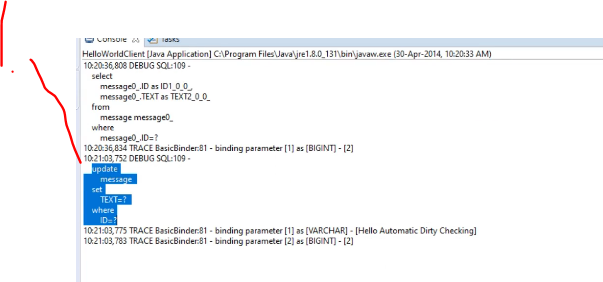 Console Tasks
HelloWorldClient [Java Application] C:\Program Files\Java\jre1.8.0_131\bin\javaw.exe (30-Apr-2014, 10:20:33 AM)
10:20:36,808 DEBUG SQL:109 -
select
message0_.ID as ID1_0_0_,
message0_.TEXT as TEXT2_0_0_
from
message message0_
where
message0_.ID=?
10:20:36,834 TRACE BasicBinder:81 - binding parameter [1] as [BIGINT] - [2]
10:21:03,752 DEBUG SQL:109 -
update
message
set
TEXT=?
where
ID=?
10:21:03,775 TRACE BasicBinder:81 - binding parameter [1] as [VARCHAR] - [Hello Automatic Dirty Checking]
10:21:03,783 TRACE BasicBinder:81 - binding parameter [2] as [BIGINT] - [2]